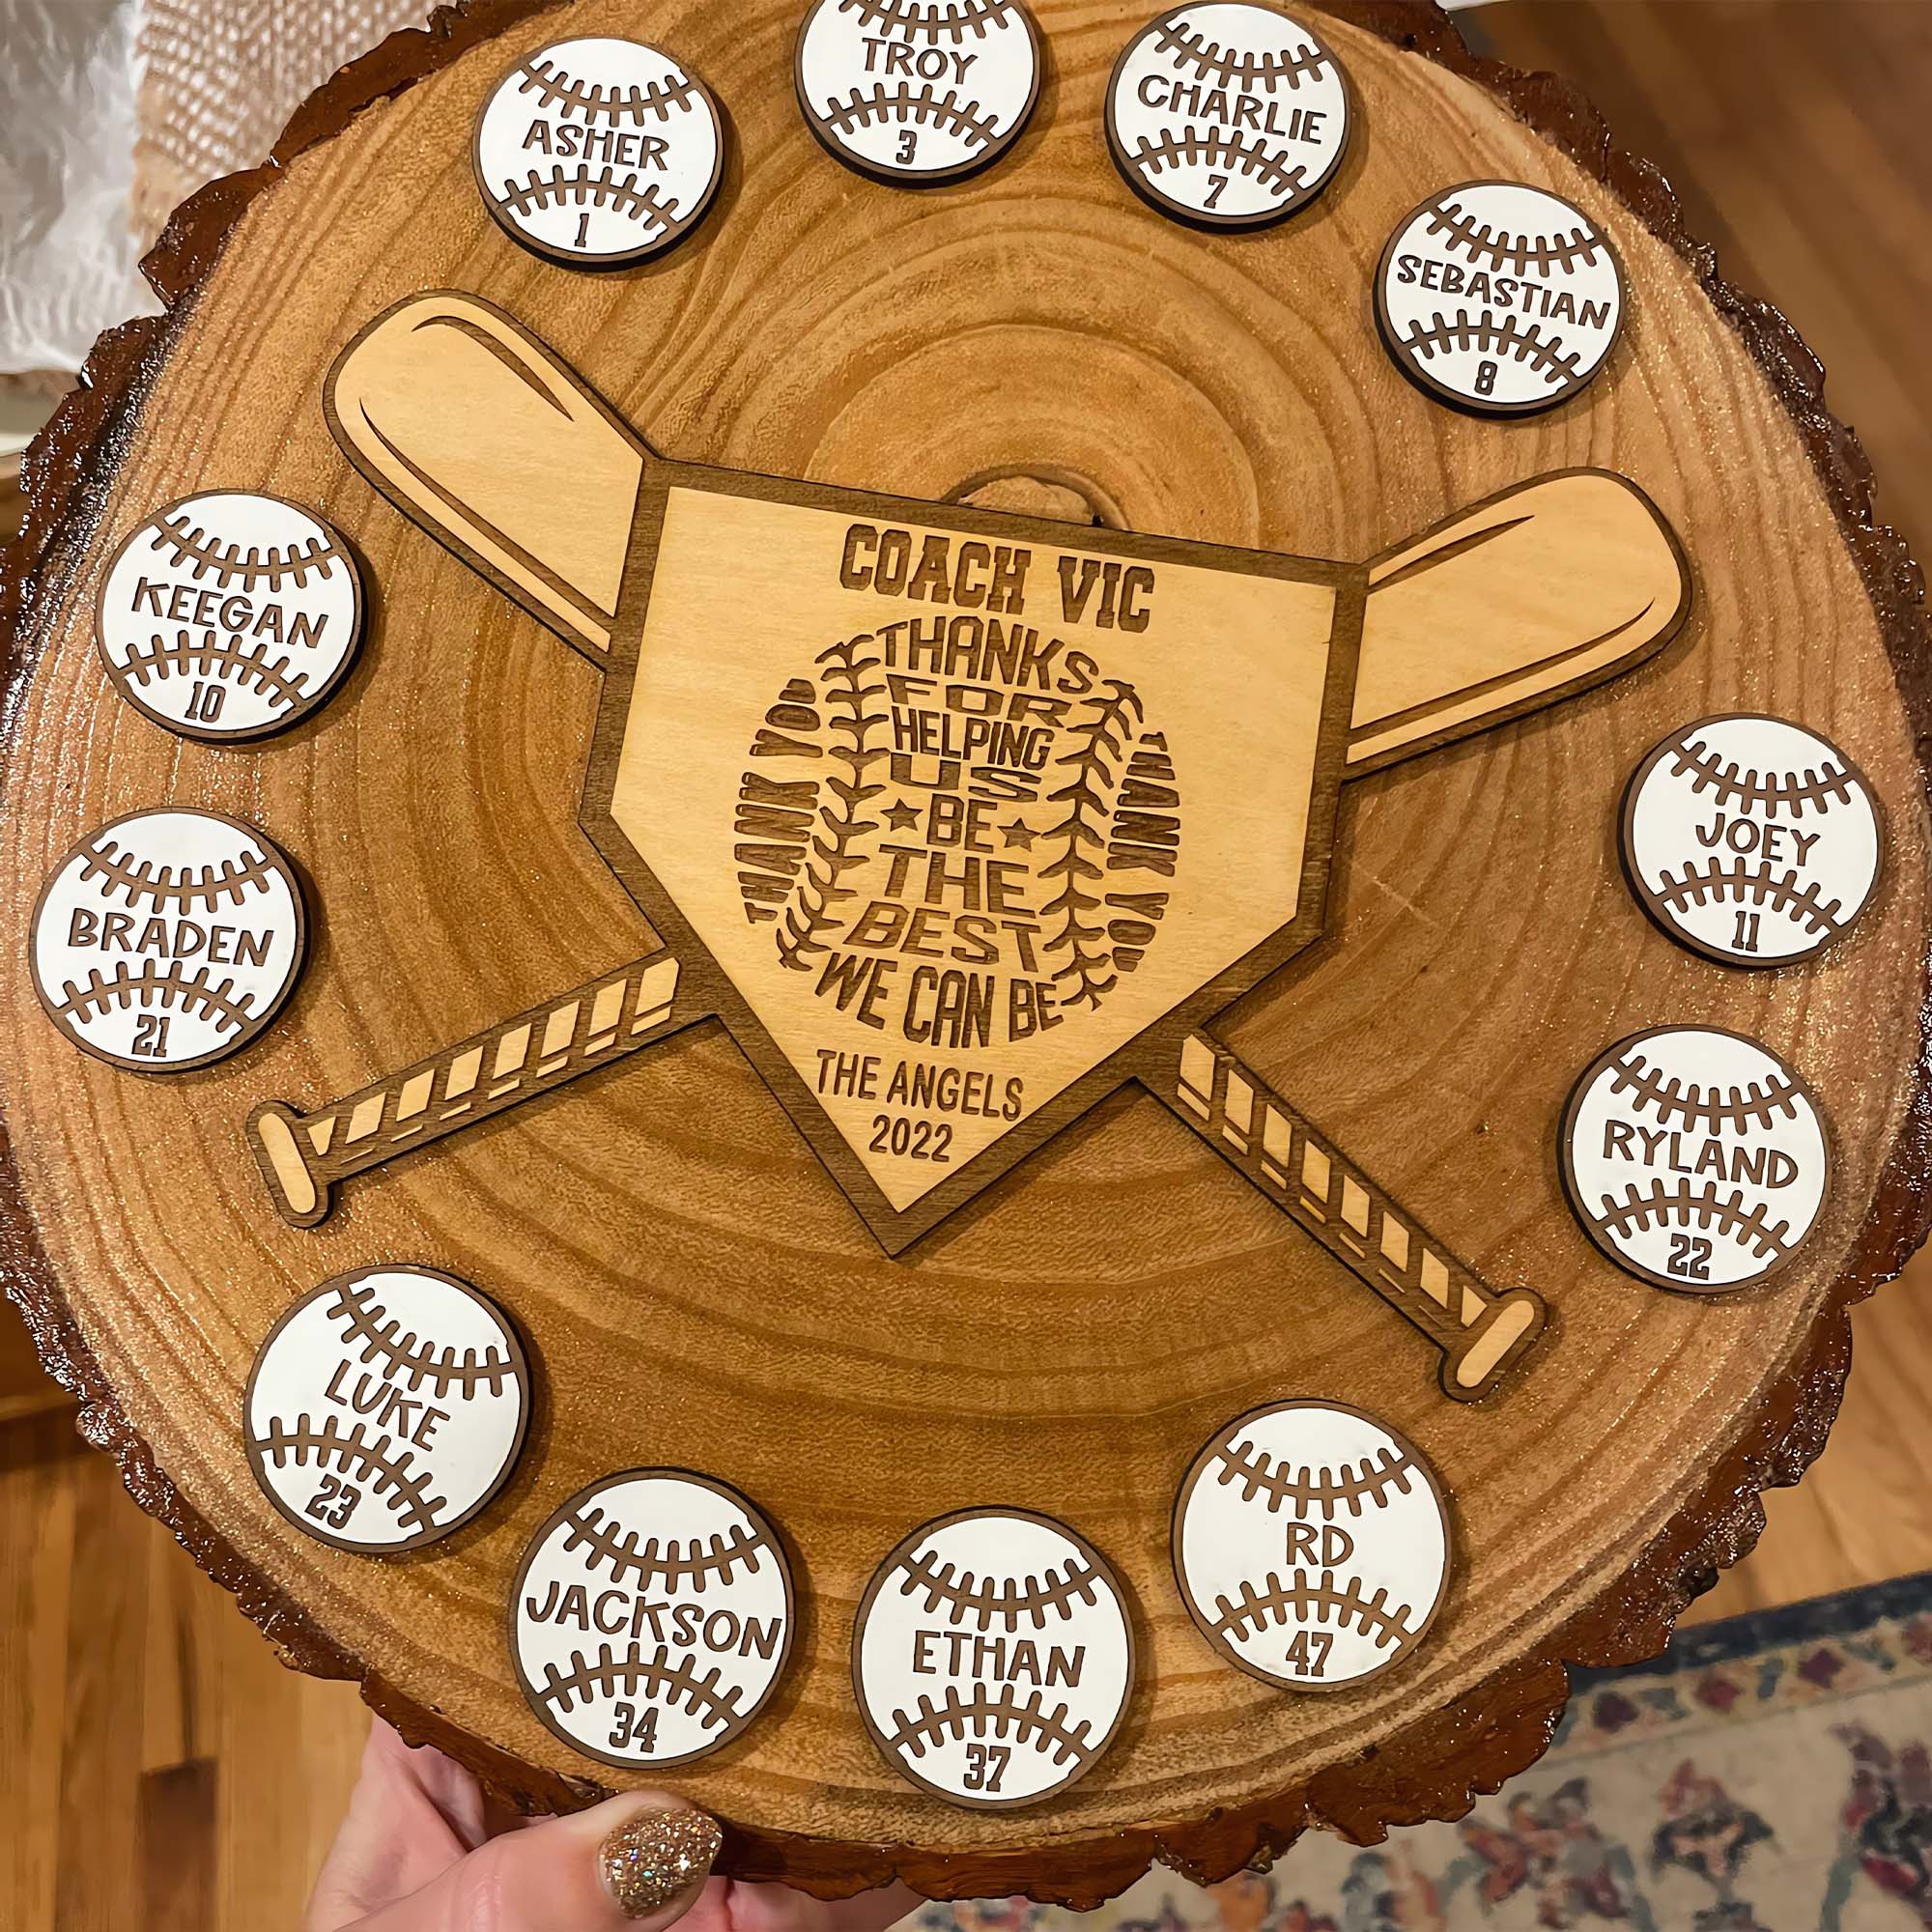 ASHER
1
TROY
3
CHARLIE
7
SEBASTIAN
8
KEEGAN
10
JOEY
11
BRADEN
21
RYLAND
22
LUKE
23
JACKSON
34
ETHAN
37
RD
47
COACH VIC
THANK YOU
THANKS
FOR
HELPING
US
BE
THE
BEST
WE CAN BE
THANK YOU
THE ANGELS
2022